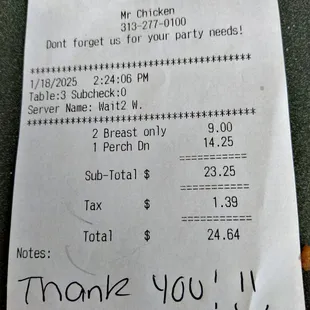 Mr Chicken
313-277-0100
Dont forget us for your party needs!
****************************************
1/18/2025 2:24:06 PM
Table:3 Subcheck:0
Server Name: Wait2 W.
****************************************
2 Breast only 9.00
1 Perch Dn 14.25
===========
Sub-Total $ 23.25
===========
Tax $ 1.39
===========
Total $ 24.64
Notes:
Thank YOU! !!